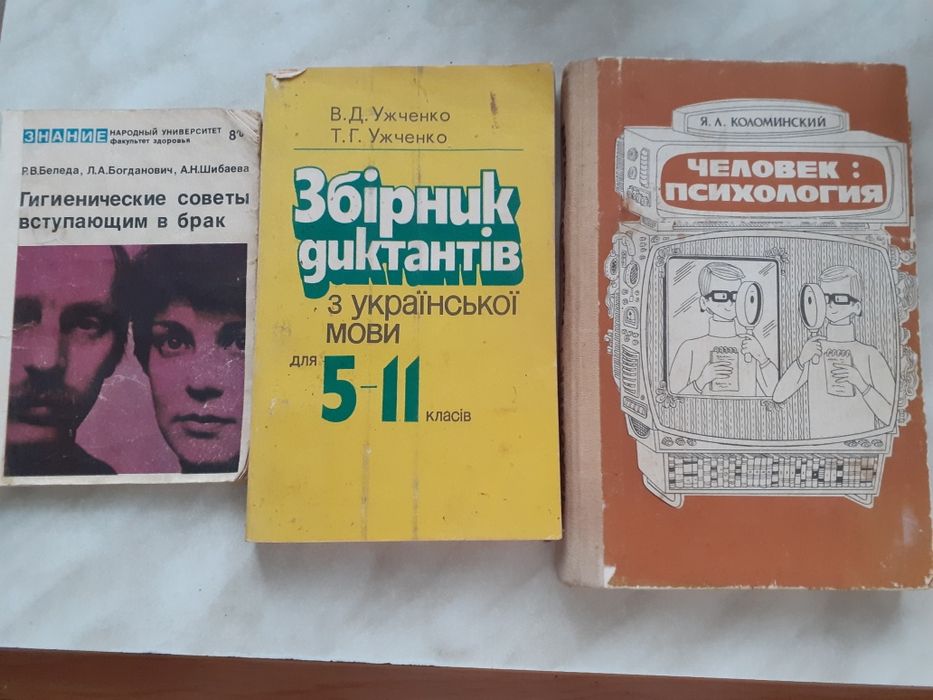 ЗНАНИЕ НАРОДНЫЙ УНИВЕРСИТЕТ
факультет здоровья
Р.В.Беледа, Л.А.Богданович, А.Н.Шибаева
Гигиенические советы
вступающим в брак
В.Д.Ужченко
Т.Г.Ужченко
Збірник
диктантів
з української
мови
для 5-11 класів
Я.Л.КОЛОМИНСКИЙ
ЧЕЛОВЕК:
ПСИХОЛОГИЯ